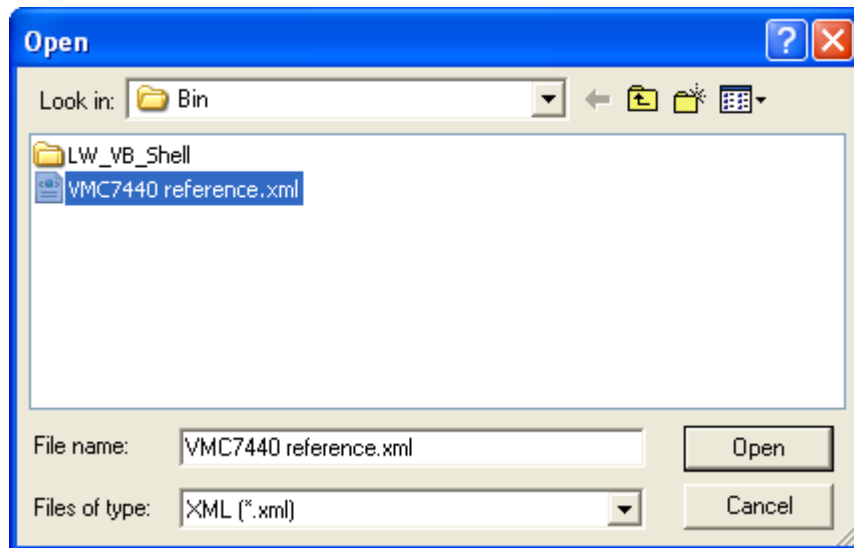 Open
Look in: Bin
LW_VB_Shell
VMC7440 reference.xml
File name: VMC7440 reference.xml Open
Files of type: XML (*.xml) Cancel